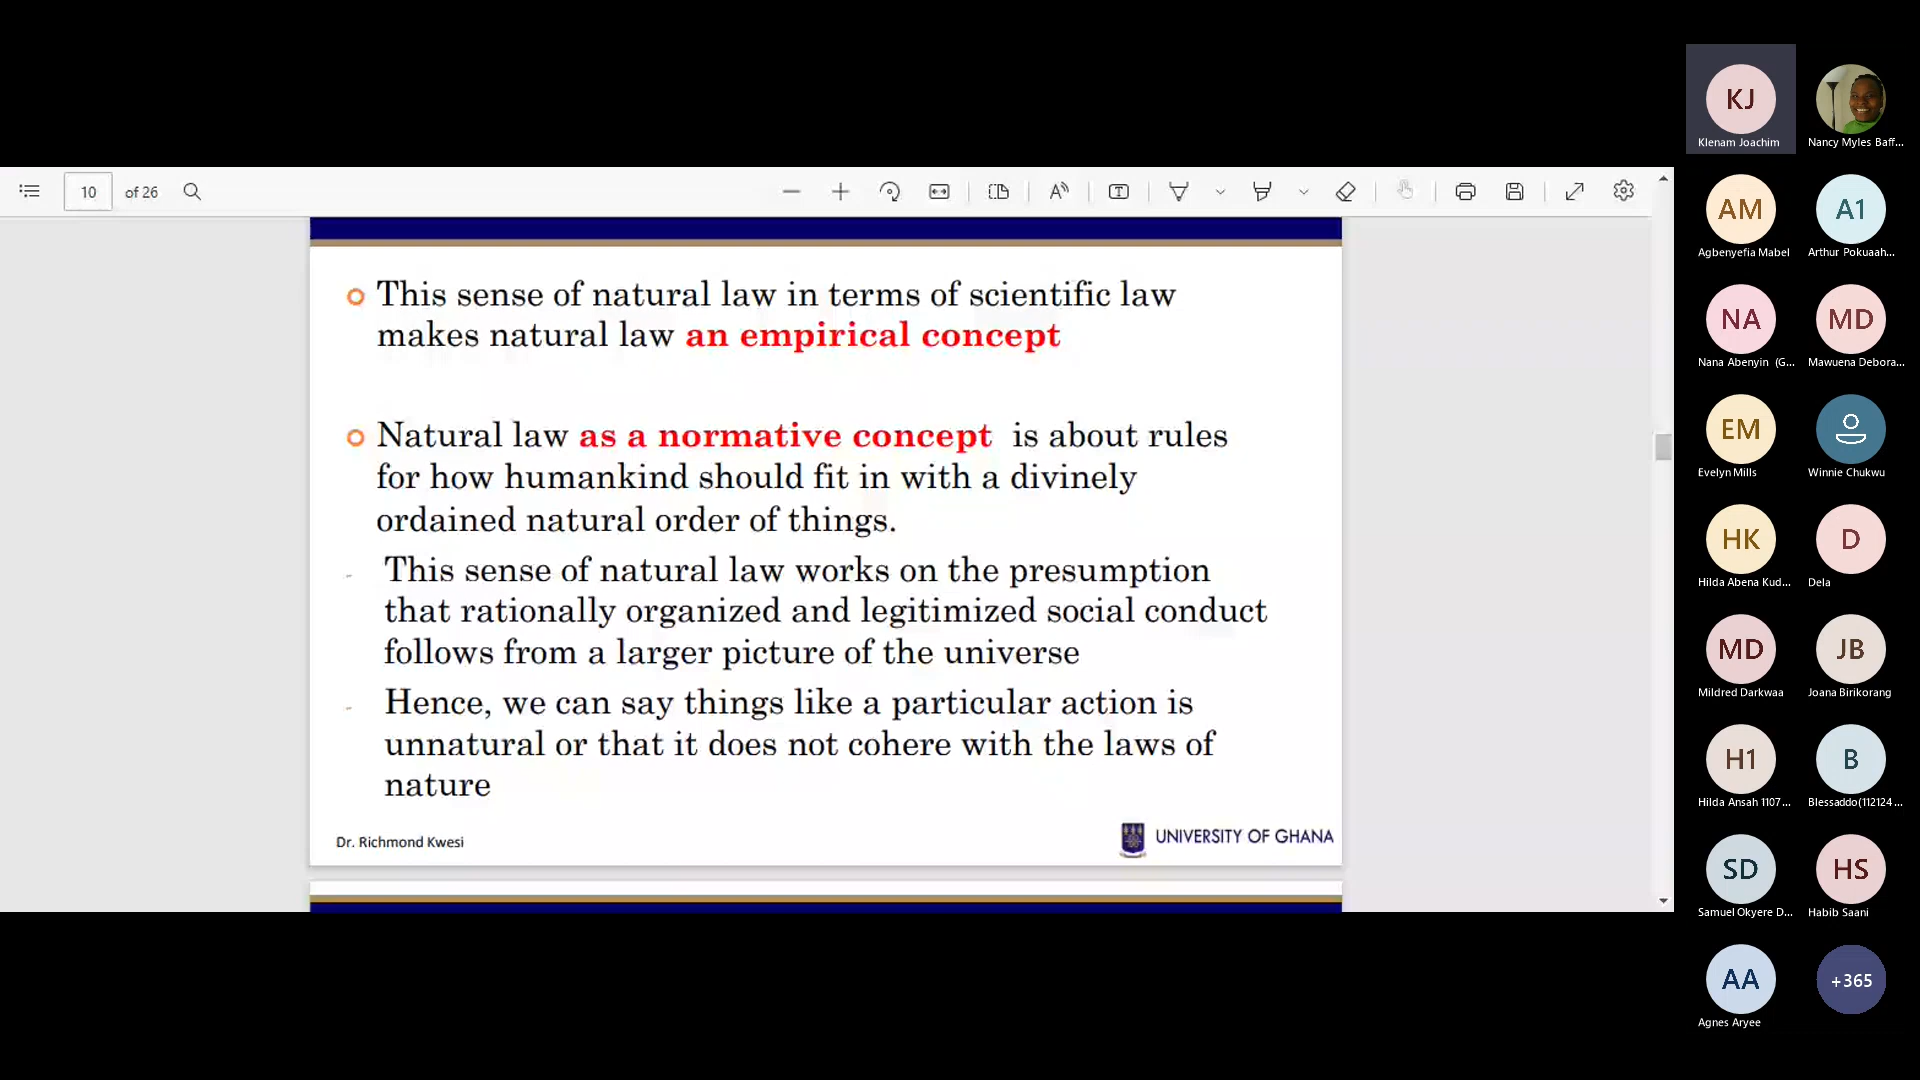 10 of 26
This sense of natural law in terms of scientific law
makes natural law an empirical concept
Natural law as a normative concept is about rules
for how humankind should fit in with a divinely
ordained natural order of things.
- This sense of natural law works on the presumption
that rationally organized and legitimized social conduct
follows from a larger picture of the universe
- Hence, we can say things like a particular action is
unnatural or that it does not cohere with the laws of
nature
Dr. Richmond Kwesi
UNIVERSITY OF GHANA
KJ
Klenam Joachim
Nancy Myles Baff...
AM
Agbenyefia Mabel
A1
Arthur Pokuaah...
NA
Nana Abenyin (G...
MD
Mawuena Debora...
EM
Evelyn Mills
Winnie Chukwu
HK
Hilda Abena Kud...
D
Dela
MD
Mildred Darkwaa
JB
Joana Birikorang
H1
Hilda Ansah 1107...
B
Blessaddo(112124...
SD
Samuel Okyere D...
HS
Habib Saani
AA
Agnes Aryee
+365